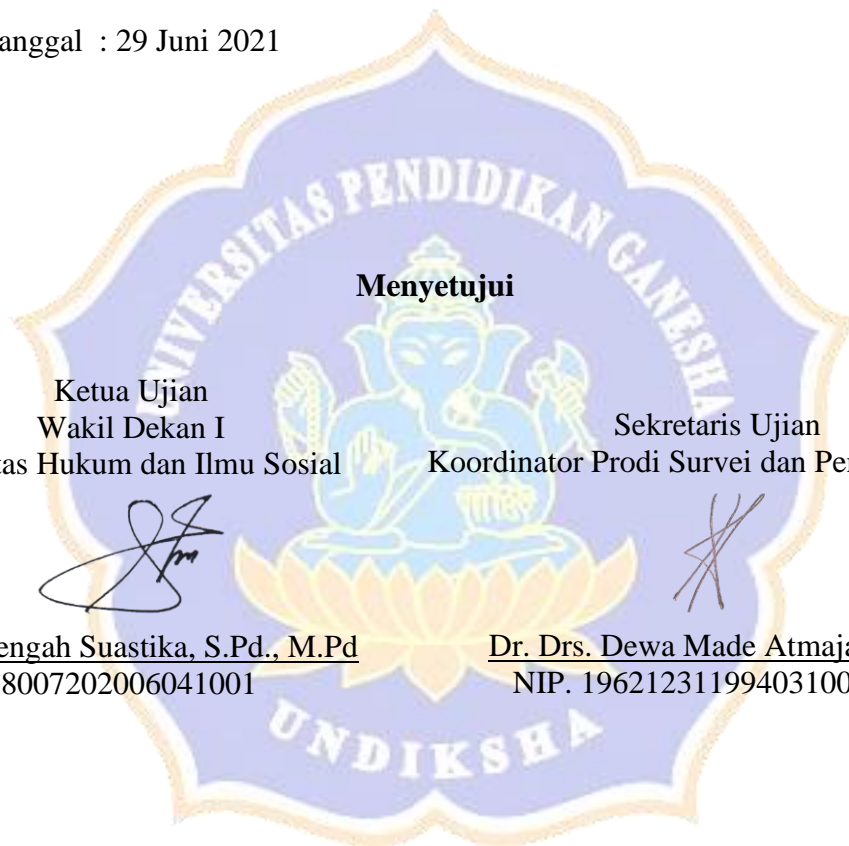 anggal : 29 Juni 2021
UNIVERSITAS PENDIDIKAN GANESHA
Menyetujui
Ketua Ujian
Wakil Dekan I
tas Hukum dan Ilmu Sosial
Sekretaris Ujian
Koordinator Prodi Survei dan Pe
engah Suastika, S.Pd., M.Pd
8007202006041001
Dr. Drs. Dewa Made Atmaja
NIP. 19621231199403100
UNDIKSHA